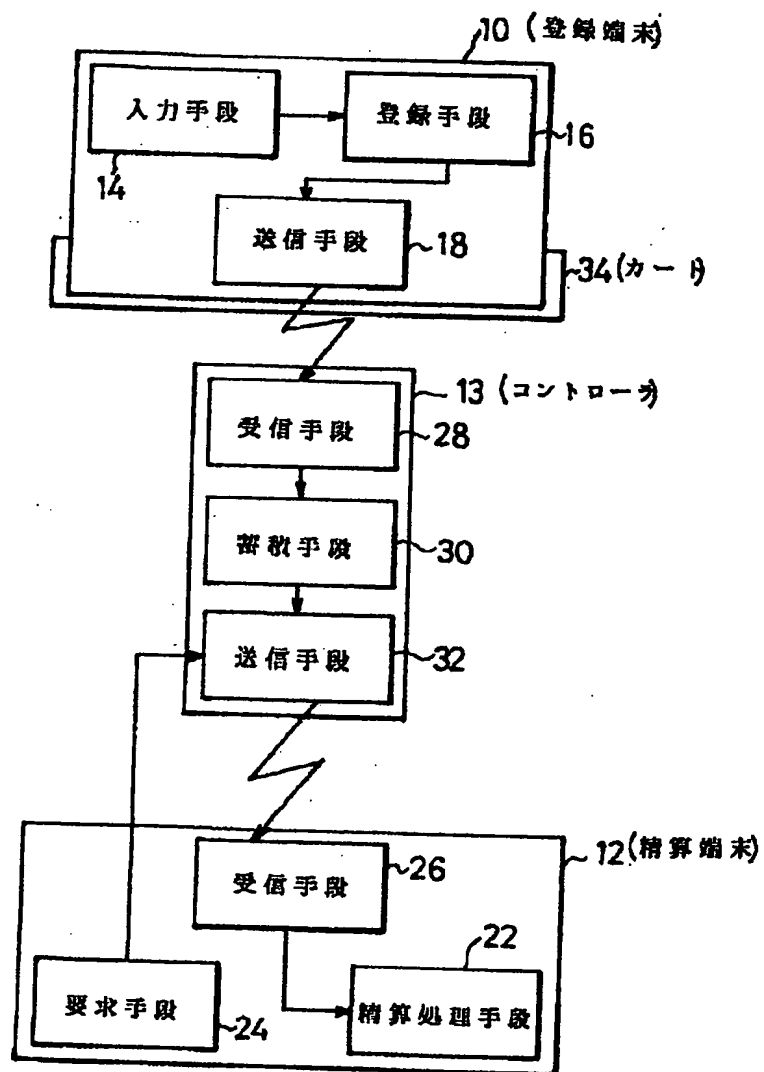 10 (登録端末)
入力手段
登録手段
14
16
送信手段
18
34 (カート)
13 (コントローラ)
受信手段
28
蓄積手段
30
送信手段
32
受信手段
26
12 (精算端末)
22
要求手段
24
精算処理手段